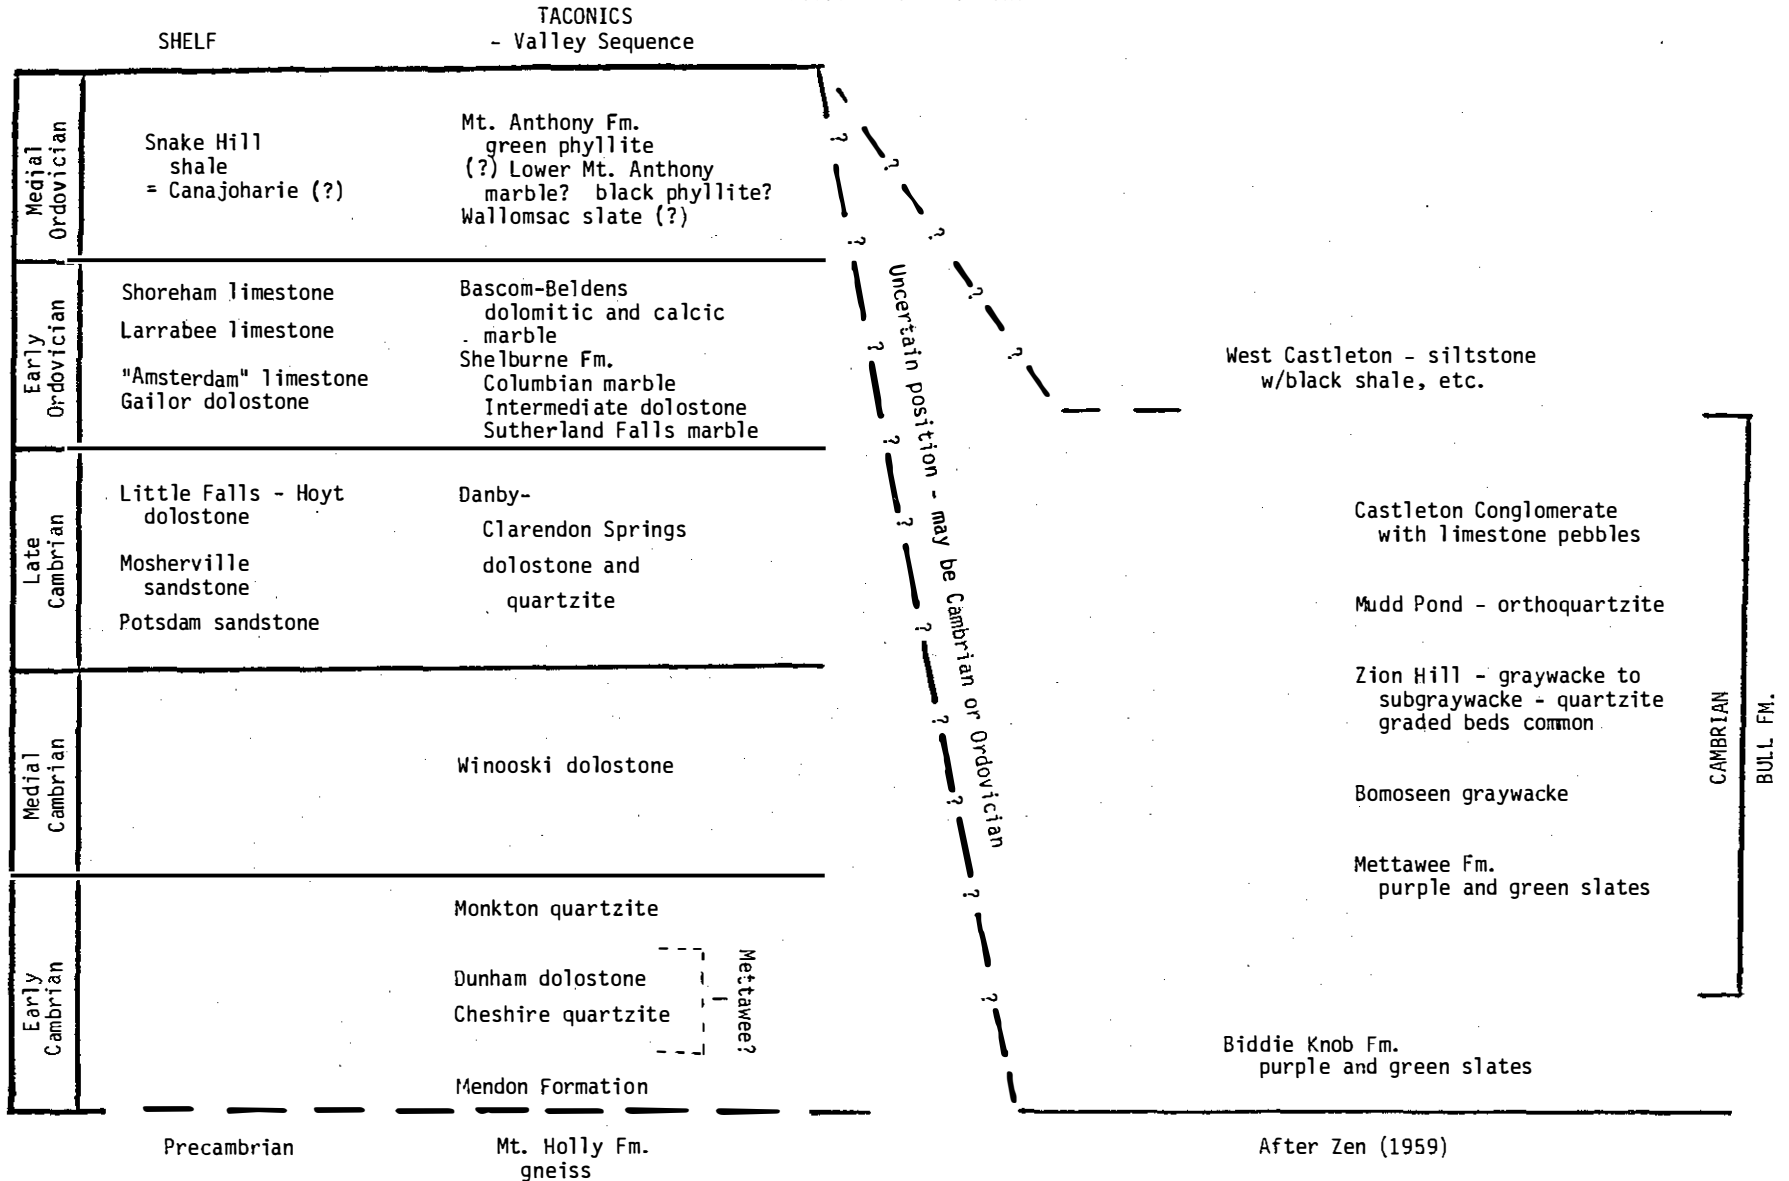 TACONICS
SHELF
- Valley Sequence
Medial
Ordovician
Snake Hill
shale
= Canajoharie (?)
Mt. Anthony Fm.
green phyllite
(?) Lower Mt. Anthony
marble? black phyllite?
Wallomsac slate (?)
Early
Ordovician
Shoreham limestone
Larrabee limestone
"Amsterdam" limestone
Gailor dolostone
Bascom-Beldens
dolomitic and calcic
marble
Shelburne Fm.
Columbian marble
Intermediate dolostone
Sutherland Falls marble
Late
Cambrian
Little Falls - Hoyt
dolostone
Mosherville
sandstone
Potsdam sandstone
Danby-
Clarendon Springs
dolostone and
quartzite
Medial
Cambrian
Winooski dolostone
Early
Cambrian
Monkton quartzite
Dunham dolostone
Cheshire quartzite
Mettawee?
Mendon Formation
Precambrian
Mt. Holly Fm.
gneiss
? ? ? ? ? ? ? ? ? ? ?
? ? ? ?
Uncertain position - may be Cambrian or Ordovician
West Castleton - siltstone
w/black shale, etc.
Castleton Conglomerate
with limestone pebbles
Mudd Pond - orthoquartzite
Zion Hill - graywacke to
subgraywacke - quartzite
graded beds common
Bomoseen graywacke
Mettawee Fm.
purple and green slates
CAMBRIAN
BULL FM.
Biddie Knob Fm.
purple and green slates
After Zen (1959)